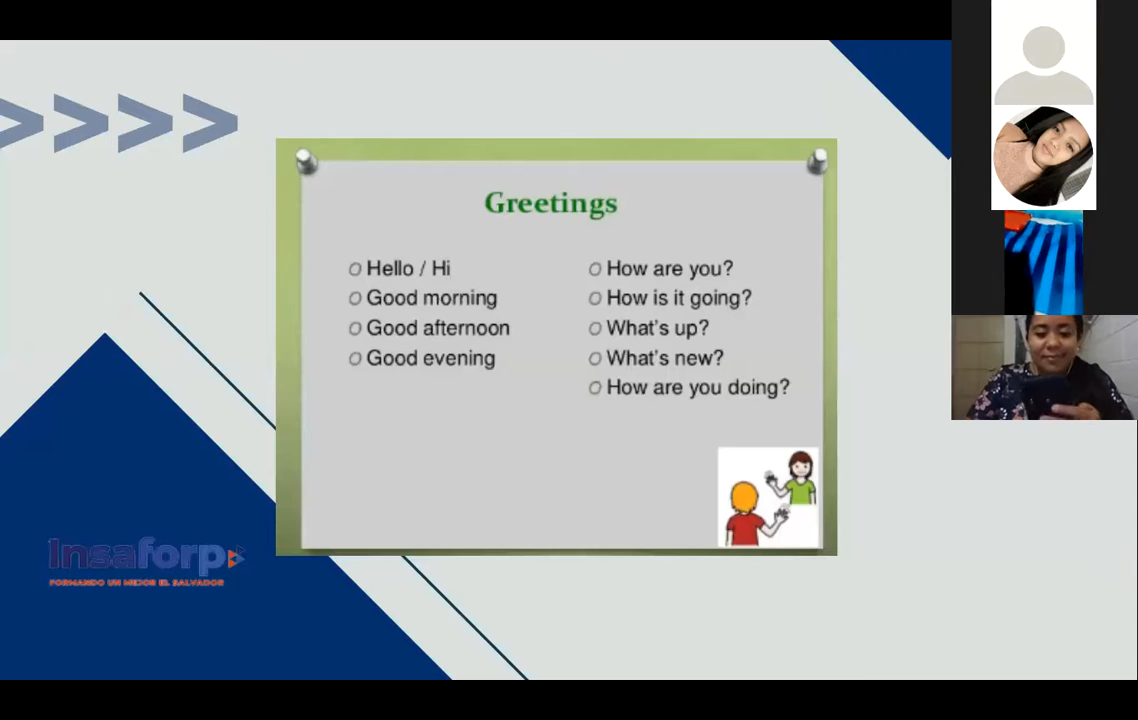 Greetings
Hello / Hi
Good morning
Good afternoon
Good evening
How are you?
How is it going?
What's up?
What's new?
How are you doing?
Insaforp
FORMANDO UN MEJOR EL SALVADOR